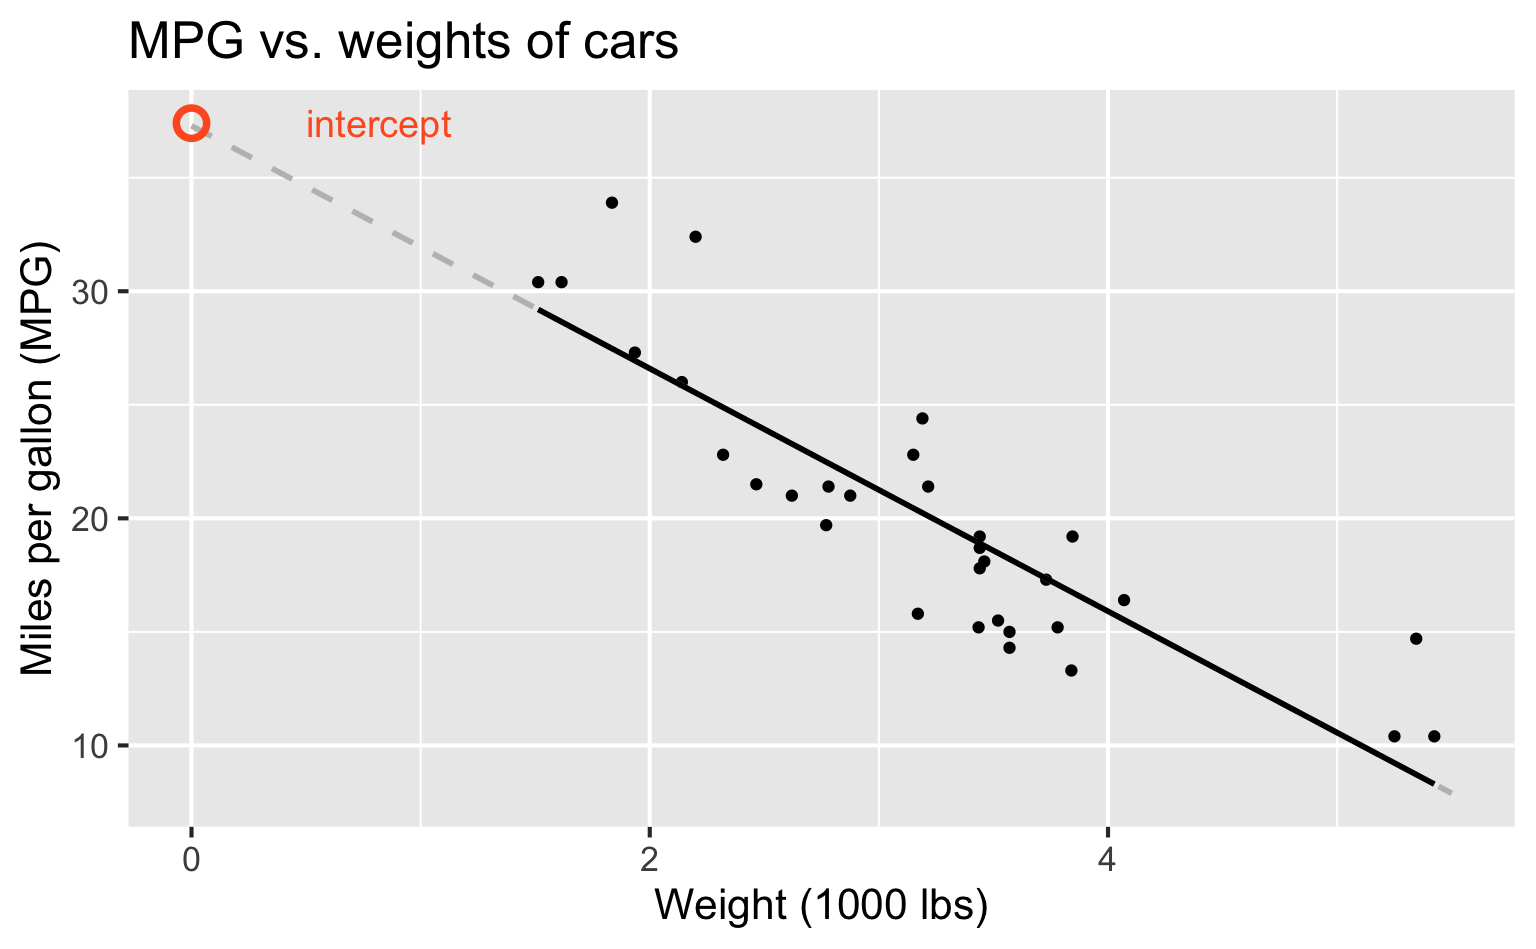 MPG vs. weights of cars
intercept
Miles per gallon (MPG)
30
20
10
0
2
4
Weight (1000 lbs)